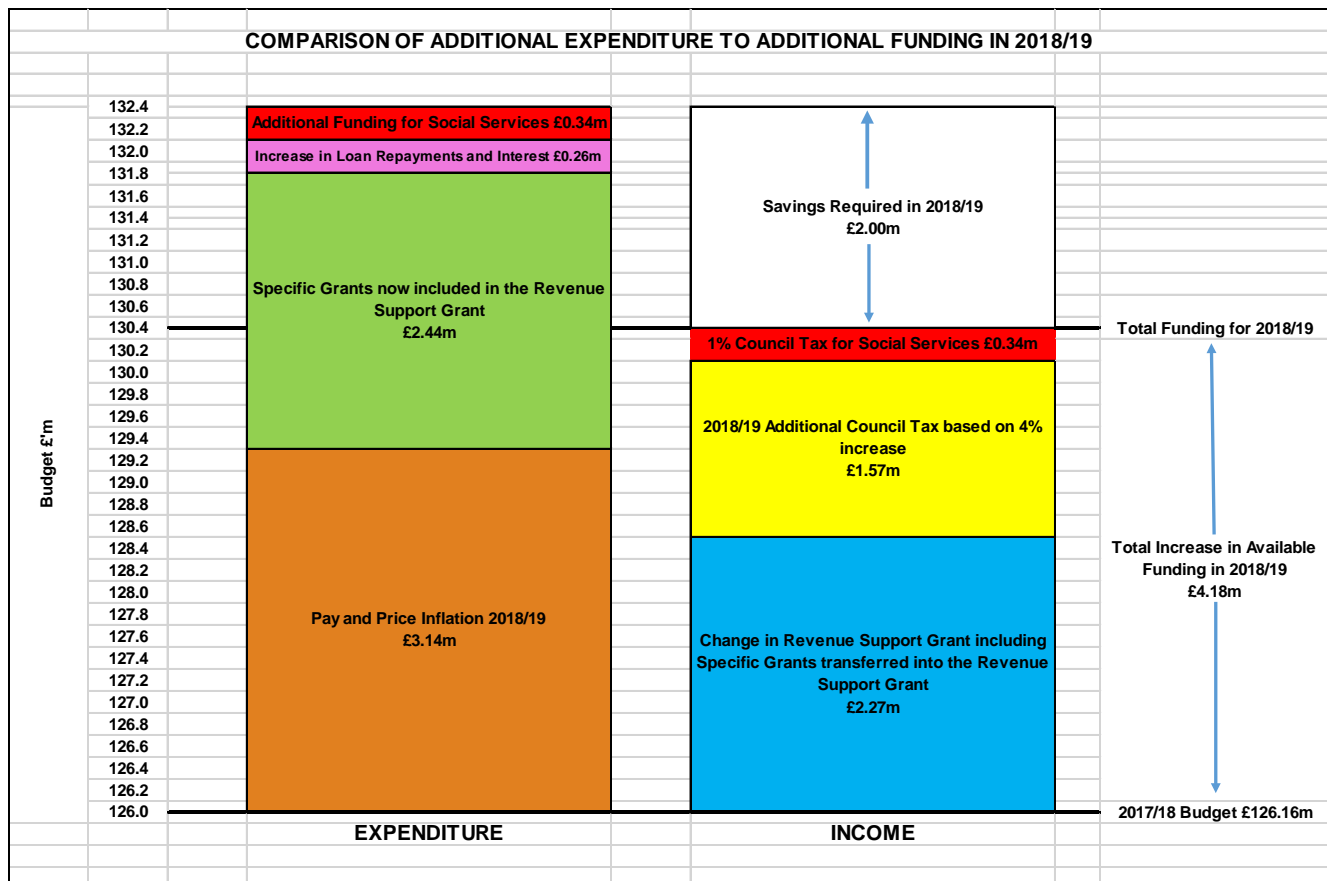 COMPARISON OF ADDITIONAL EXPENDITURE TO ADDITIONAL FUNDING IN 2018/19
Budget £'m
132.4
132.2
132.0
131.8
131.6
131.4
131.2
131.0
130.8
130.6
130.4
130.2
130.0
129.8
129.6
129.4
129.2
129.0
128.8
128.6
128.4
128.2
128.0
127.8
127.6
127.4
127.2
127.0
126.8
126.6
126.4
126.2
126.0
Additional Funding for Social Services £0.34m
Increase in Loan Repayments and Interest £0.26m
Specific Grants now included in the Revenue
Support Grant
£2.44m
Pay and Price Inflation 2018/19
£3.14m
EXPENDITURE
Savings Required in 2018/19
£2.00m
1% Council Tax for Social Services £0.34m
2018/19 Additional Council Tax based on 4%
increase
£1.57m
Change in Revenue Support Grant including
Specific Grants transferred into the Revenue
Support Grant
£2.27m
INCOME
Total Funding for 2018/19
Total Increase in Available
Funding in 2018/19
£4.18m
2017/18 Budget £126.16m